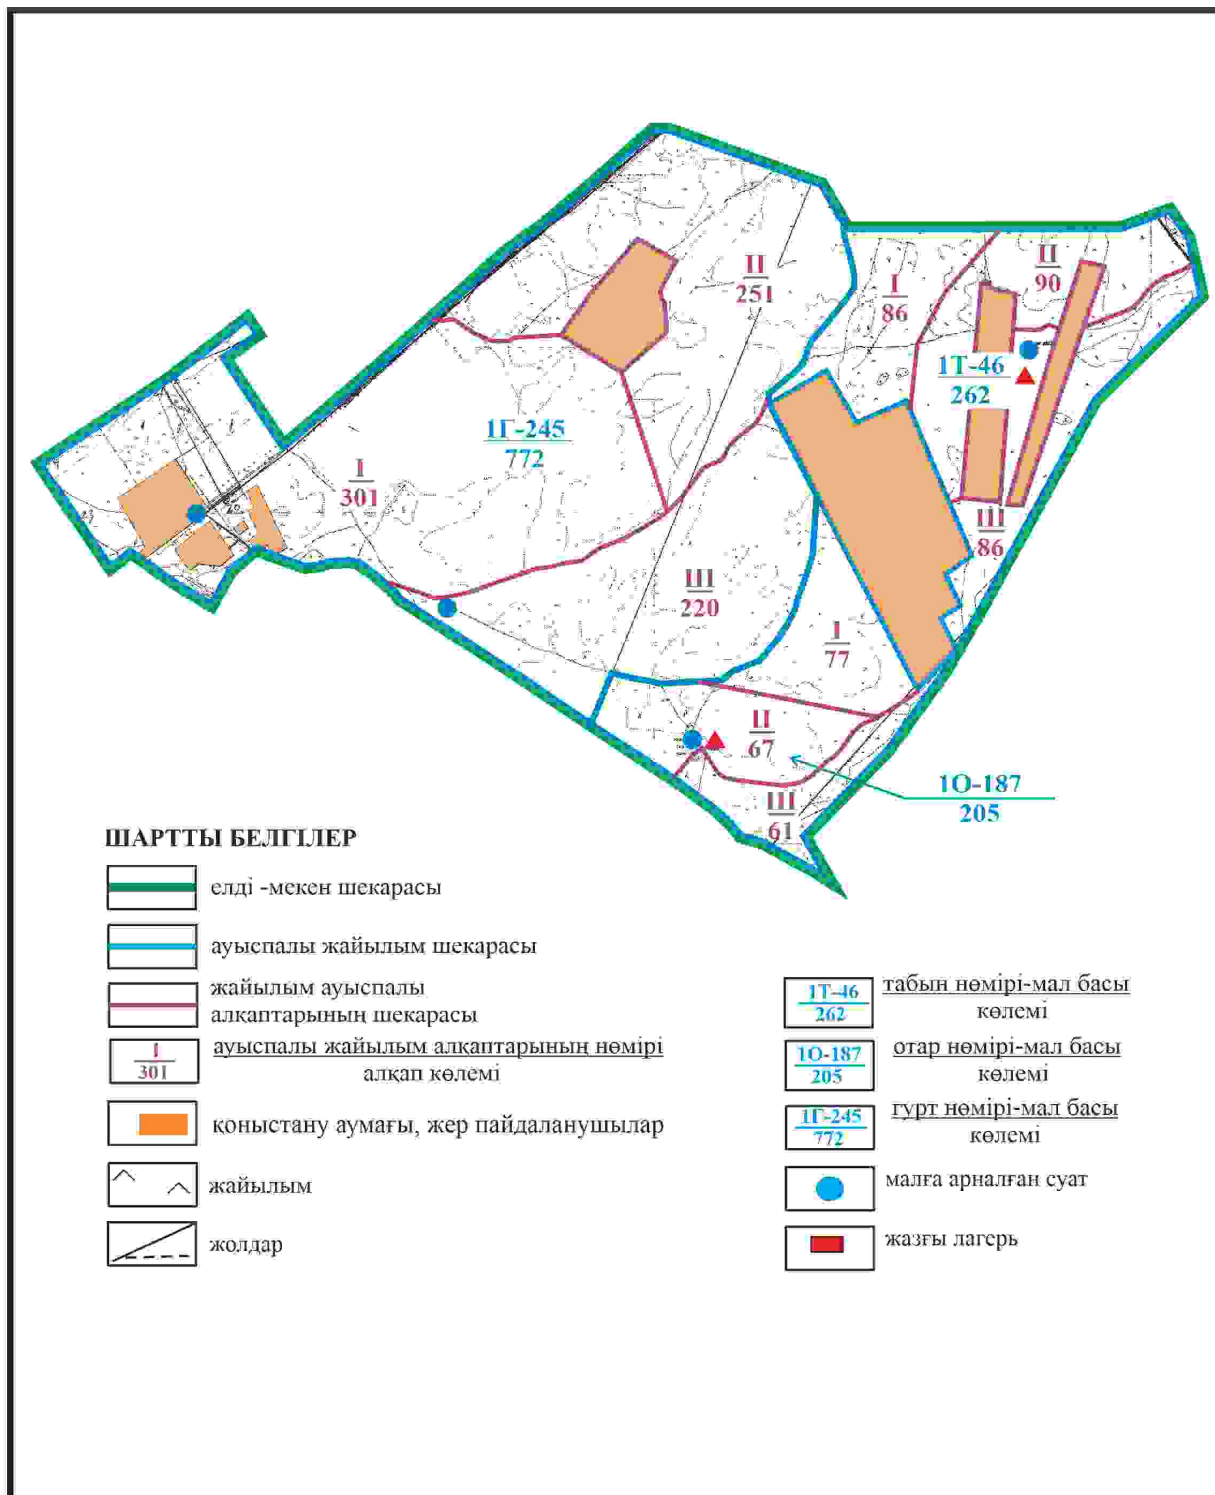 II
251
I
86
II
90
1Т-46
262
1Г-245
772
I
301
III
86
III
220
I
77
II
67
1О-187
205
III
61
ШАРТТЫ БЕЛГІЛЕР
елді -мекен шекарасы
ауыспалы жайылым шекарасы
жайылым ауыспалы
алқаптарының шекарасы
I
301
ауыспалы жайылым алқаптарының нөмірі
алқап көлемі
қоныстану аумағы, жер пайдаланушылар
жайылым
жолдар
1Т-46
262
табын нөмірі-мал басы
көлемі
1О-187
205
отар нөмірі-мал басы
көлемі
1Г-245
772
гурт нөмірі-мал басы
көлемі
малға арналған суат
жазғы лагерь